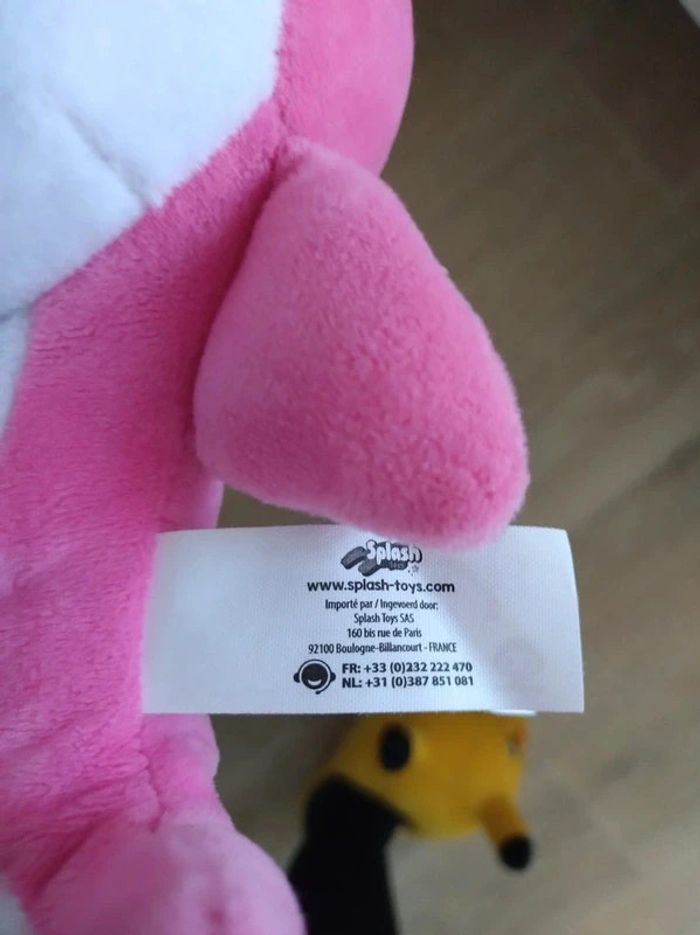 Splash
toys
www.splash-toys.com
Importé par / Ingevoerd door:
Splash Toys SAS
160 bis rue de Paris
92100 Boulogne-Billancourt - FRANCE
FR: +33 (0)232 222 470
NL: +31 (0)387 851 081